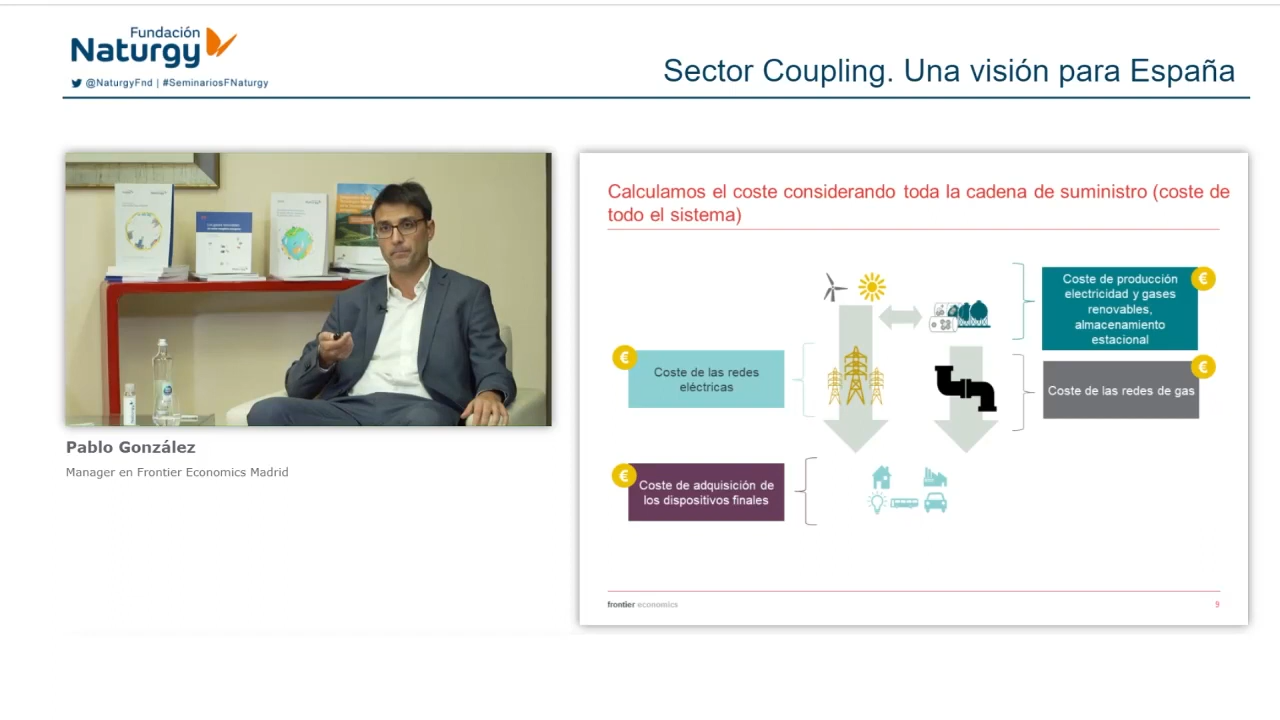 Fundación
Naturgy
@NaturgyFnd | #SeminariosFNaturgy
Sector Coupling. Una visión para España
Pablo González
Manager en Frontier Economics Madrid
Calculamos el coste considerando toda la cadena de suministro (coste de
todo el sistema)
Coste de producción
electricidad y gases
renovables,
almacenamiento
estacional
€
Coste de las redes
eléctricas
€
Coste de las redes de gas
€
Coste de adquisición de
los dispositivos finales
€
frontier economics
9